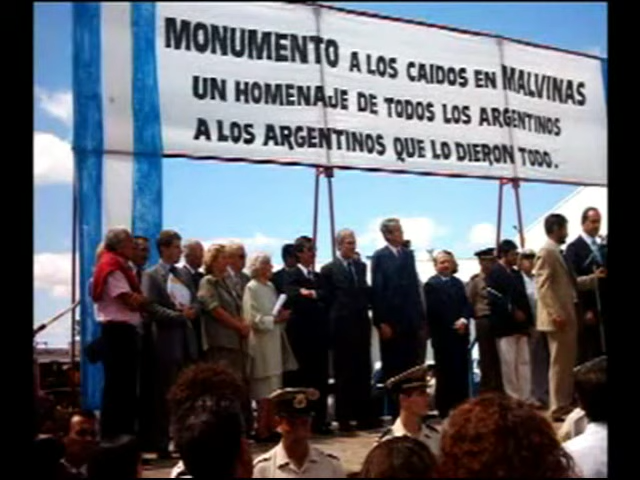 MONUMENTO A LOS CAIDOS EN MALVINAS
UN HOMENAJE DE TODOS LOS ARGENTINOS
A LOS ARGENTINOS QUE LO DIERON TODO.